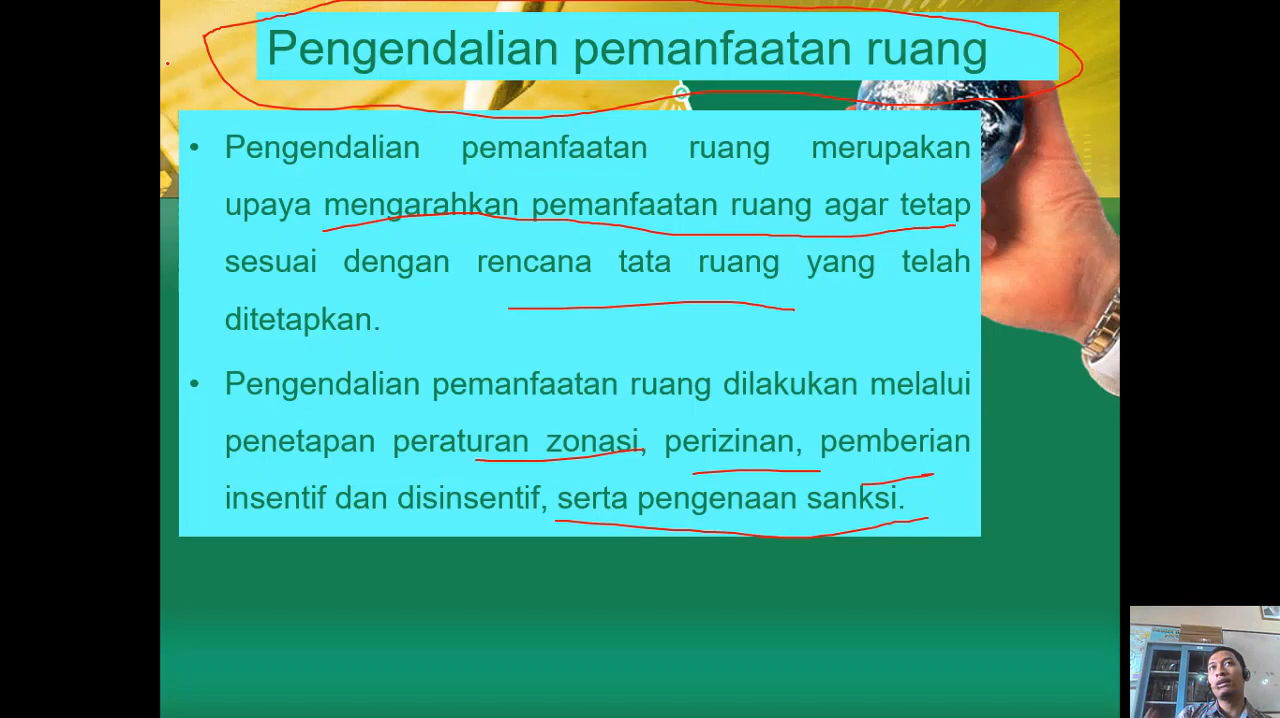 Pengendalian pemanfaatan ruang
• Pengendalian pemanfaatan ruang merupakan
upaya mengarahkan pemanfaatan ruang agar tetap
sesuai dengan rencana tata ruang yang telah
ditetapkan.
• Pengendalian pemanfaatan ruang dilakukan melalui
penetapan peraturan zonasi, perizinan, pemberian
insentif dan disinsentif, serta pengenaan sanksi.